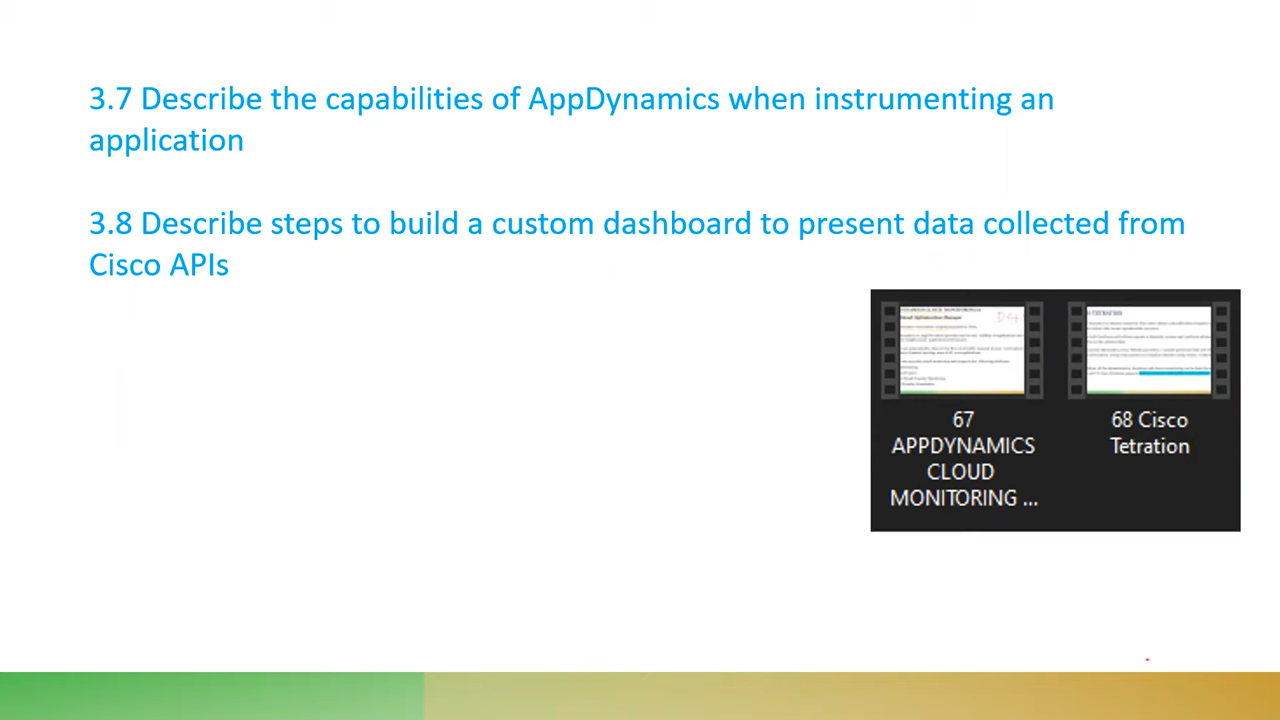 3.7 Describe the capabilities of AppDynamics when instrumenting an
application
3.8 Describe steps to build a custom dashboard to present data collected from
Cisco APIs
67
APPDYNAMICS
CLOUD
MONITORING ...
68 Cisco
Tetration